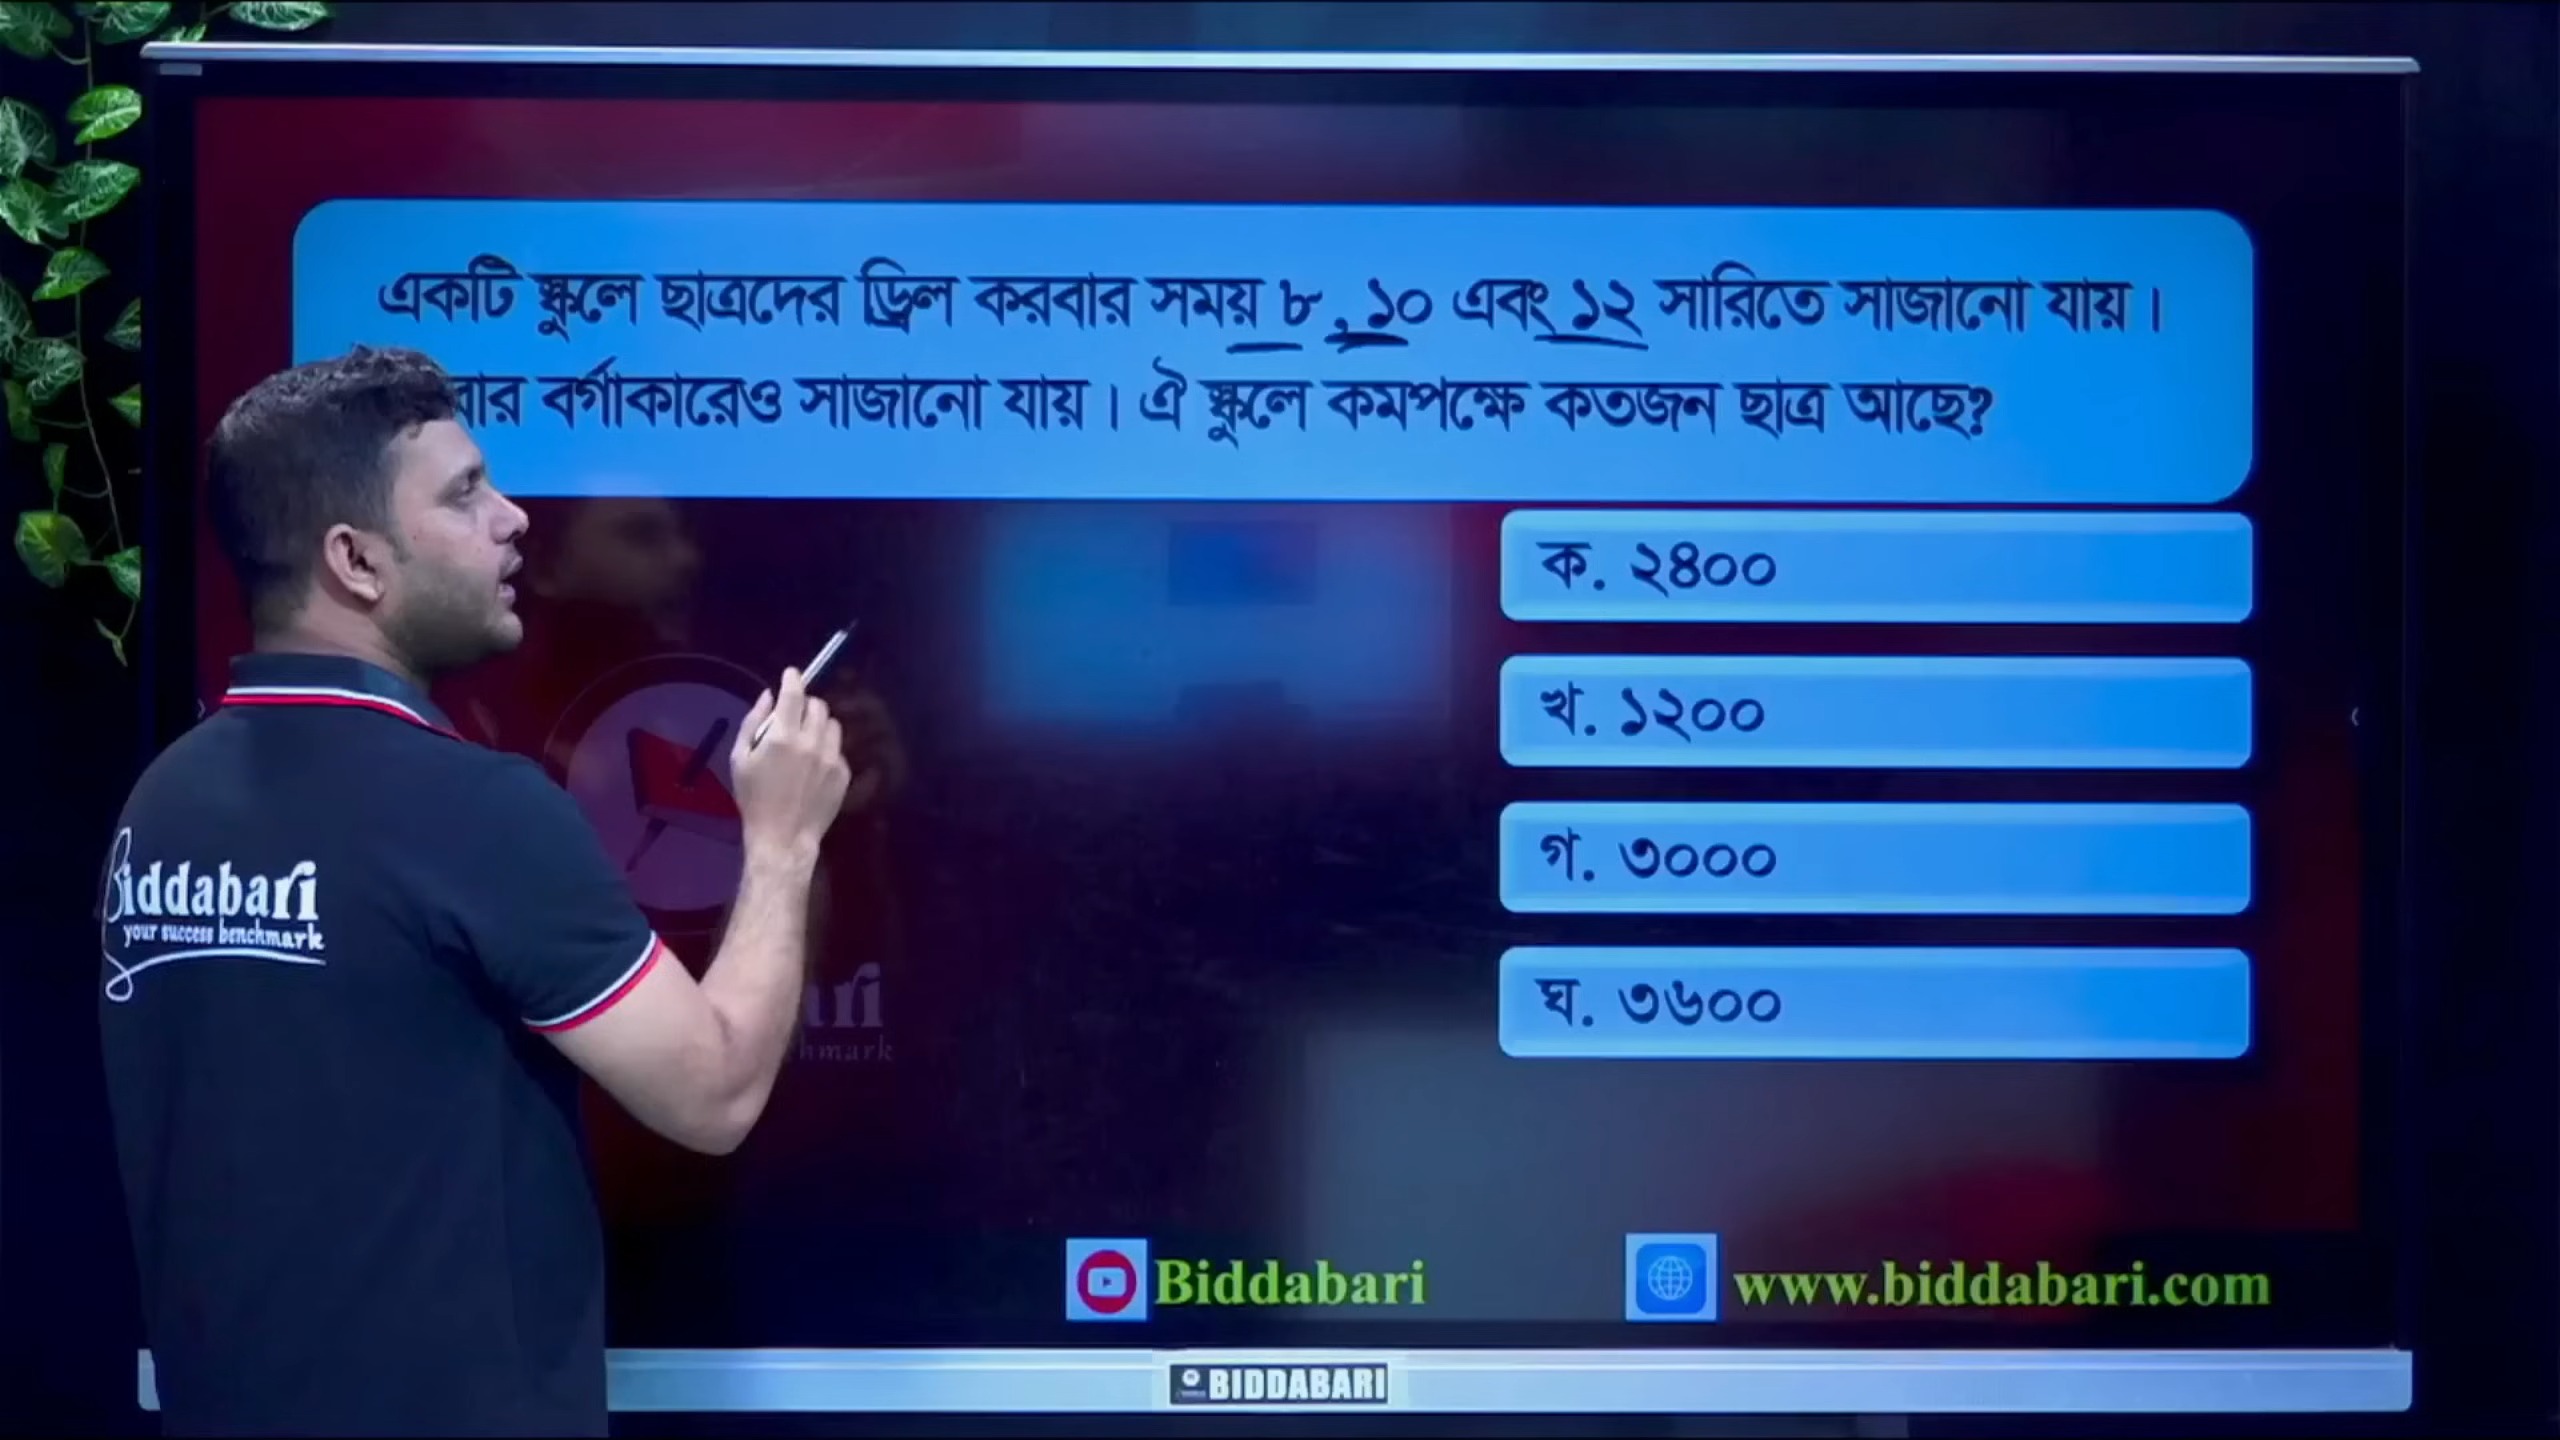 একটি স্কুলে ছাত্রদের ড্রিল করবার সময় ৮, ১০ এবং ১২ সারিতে সাজানো যায়।
বর্গাকারেও সাজানো যায়। ঐ স্কুলে কমপক্ষে কতজন ছাত্র আছে?
ক. ২৪০০
খ. ১২০০
গ. ৩০০০
ঘ. ৩৬০০
Biddabari
your success benchmark
Biddabari
www.biddabari.com
BIDDABARI